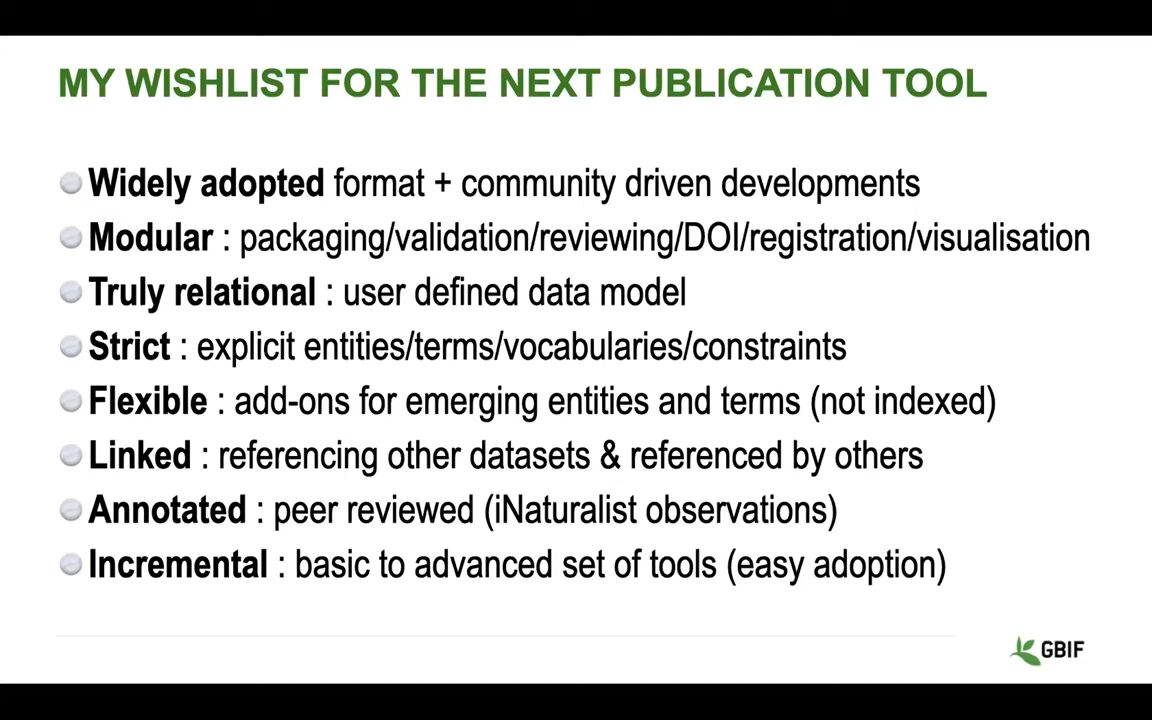 MY WISHLIST FOR THE NEXT PUBLICATION TOOL
Widely adopted format + community driven developments
Modular : packaging/validation/reviewing/DOI/registration/visualisation
Truly relational : user defined data model
Strict : explicit entities/terms/vocabularies/constraints
Flexible : add-ons for emerging entities and terms (not indexed)
Linked : referencing other datasets & referenced by others
Annotated : peer reviewed (iNaturalist observations)
Incremental : basic to advanced set of tools (easy adoption)
GBIF